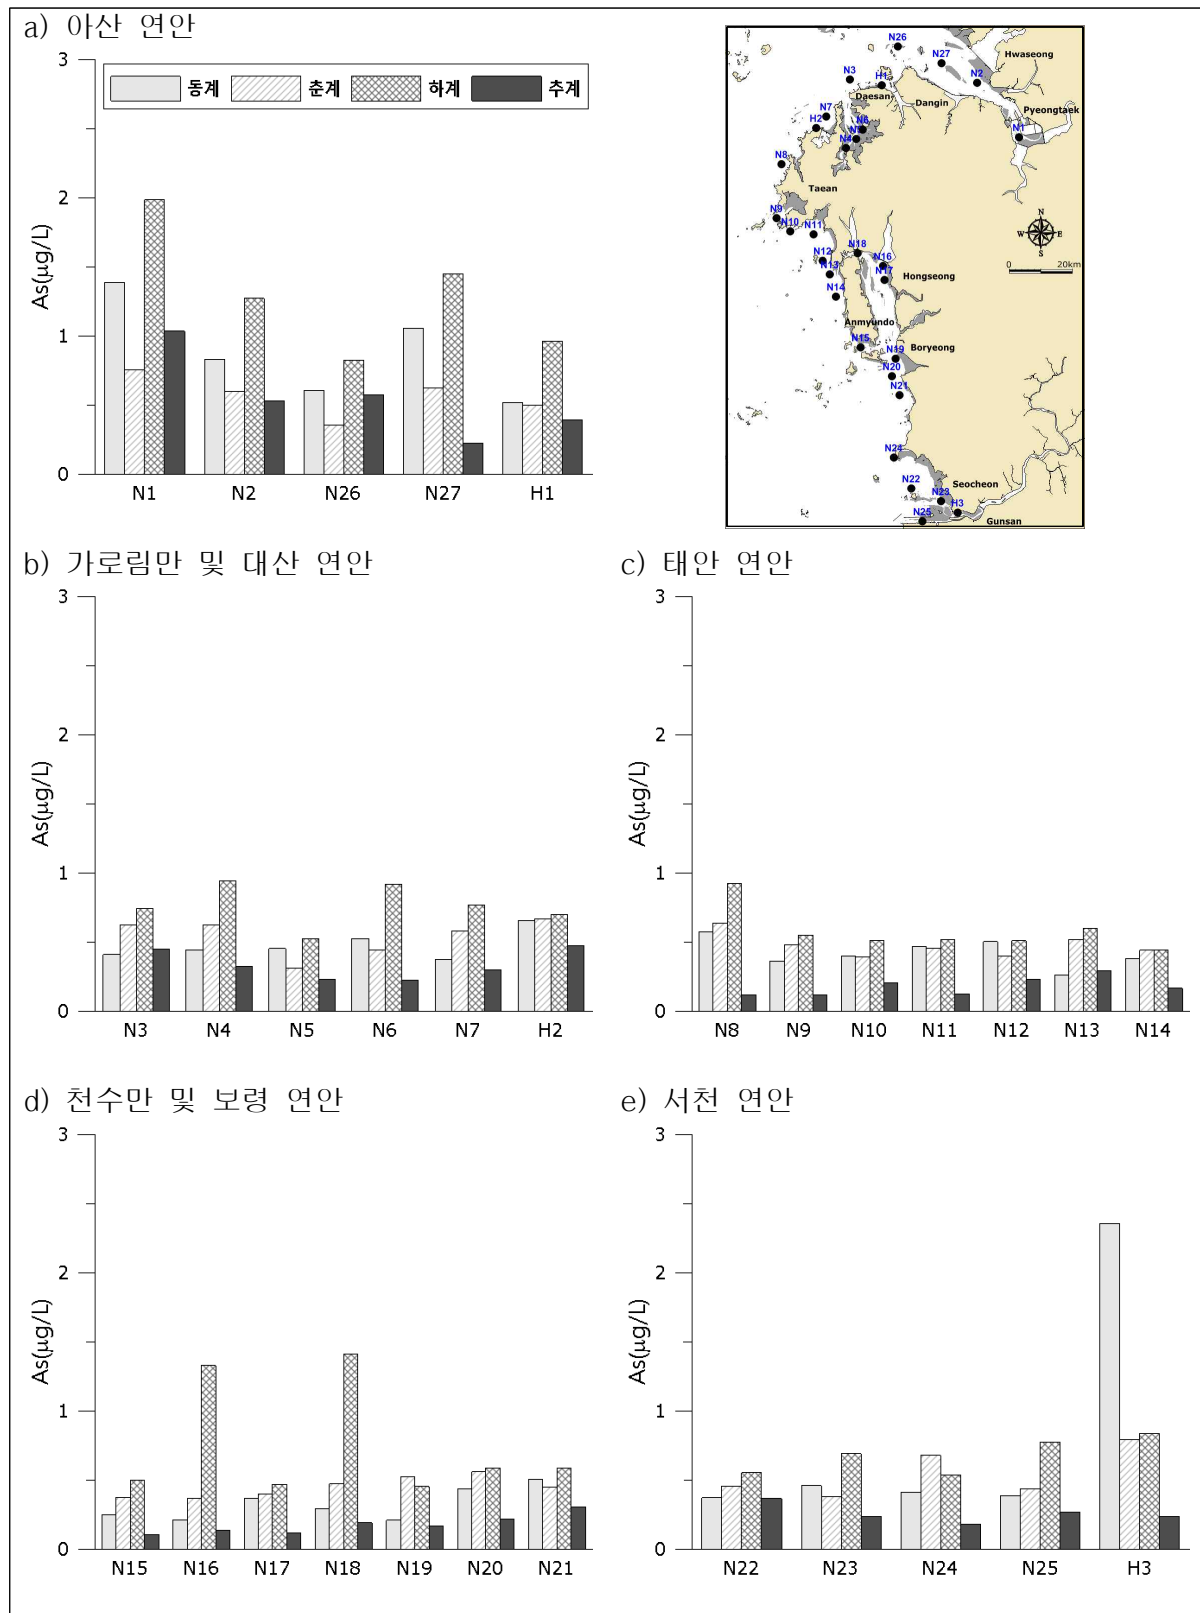 a) 아산 연안
3
2
1
0
As(μg/L)
동계 춘계 하계 추계
N1 N2 N26 N27 H1
N26
N27
Hwaseong
N3
H1
N2
Daesan
Dangin
Pyeongtaek
N7
H2
N6
N5
N4
N1
N8
Taean
N9
N10
N11
N
W E
S
N18
N12
N16
N13
N17
Hongseong
0 20km
N14
Anmyundo
N15
N19
Boryeong
N20
N21
N24
N22
Seocheon
N23
H3
N25
Gunsan
b) 가로림만 및 대산 연안
3
2
1
0
As(μg/L)
N3 N4 N5 N6 N7 H2
c) 태안 연안
3
2
1
0
As(μg/L)
N8 N9 N10 N11 N12 N13 N14
d) 천수만 및 보령 연안
3
2
1
0
As(μg/L)
N15 N16 N17 N18 N19 N20 N21
e) 서천 연안
3
2
1
0
As(μg/L)
N22 N23 N24 N25 H3